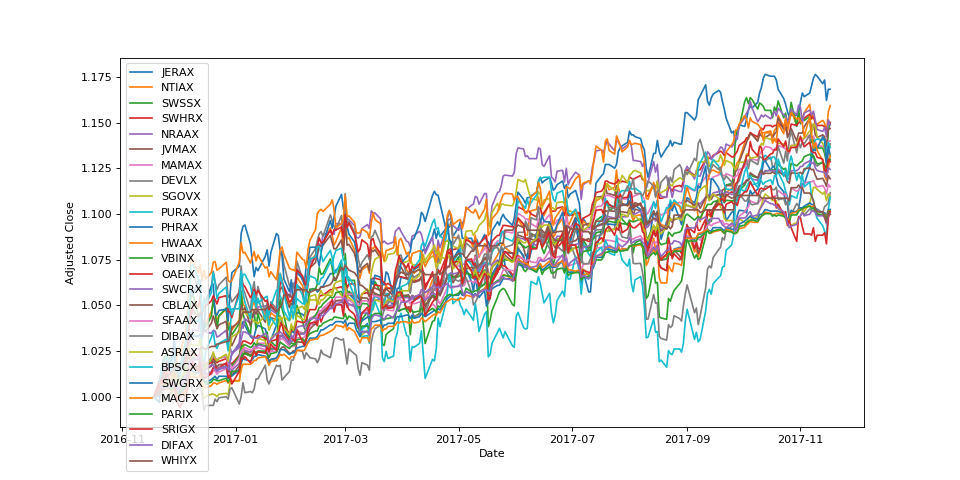 1.175
1.150
1.125
1.100
1.075
1.050
1.025
1.000
Adjusted Close
JERAX
NTIAX
SWSSX
SWHRX
NRAAX
JVMAX
MAMAX
DEVLX
SGOVX
PURAX
PHRAX
HWAAX
VBINX
OAEIX
SWCRX
CBLAX
SFAAX
DIBAX
ASRAX
BPSCX
SWGRX
MACFX
PARIX
SRIGX
DIFAX
WHIYX
2016-11 2017-01 2017-03 2017-05 2017-07 2017-09 2017-11
Date